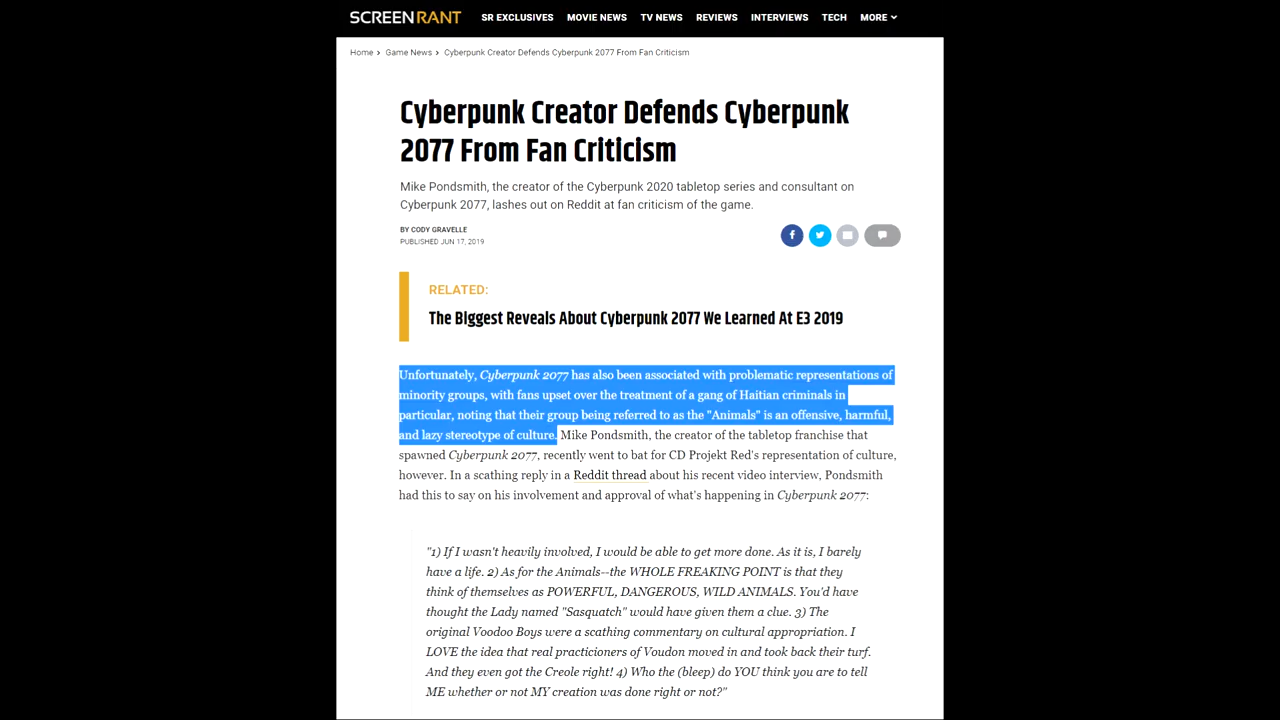 SCREENRANT SR EXCLUSIVES MOVIE NEWS TV NEWS REVIEWS INTERVIEWS TECH MORE
Home > Game News > Cyberpunk Creator Defends Cyberpunk 2077 From Fan Criticism
Cyberpunk Creator Defends Cyberpunk
2077 From Fan Criticism
Mike Pondsmith, the creator of the Cyberpunk 2020 tabletop series and consultant on
Cyberpunk 2077, lashes out on Reddit at fan criticism of the game.
BY CODY GRAVELLE
PUBLISHED JUN 17, 2019
RELATED:
The Biggest Reveals About Cyberpunk 2077 We Learned At E3 2019
Unfortunately, Cyberpunk 2077 has also been associated with problematic representations of
minority groups, with fans upset over the treatment of a gang of Haitian criminals in
particular, noting that their group being referred to as the "Animals" is an offensive, harmful,
and lazy stereotype of culture. Mike Pondsmith, the creator of the tabletop franchise that
spawned Cyberpunk 2077, recently went to bat for CD Projekt Red's representation of culture,
however. In a scathing reply in a Reddit thread about his recent video interview, Pondsmith
had this to say on his involvement and approval of what's happening in Cyberpunk 2077:
"1) If I wasn't heavily involved, I would be able to get more done. As it is, I barely
have a life. 2) As for the Animals--the WHOLE FREAKING POINT is that they
think of themselves as POWERFUL, DANGEROUS, WILD ANIMALS. You'd have
thought the Lady named "Sasquatch" would have given them a clue. 3) The
original Voodoo Boys were a scathing commentary on cultural appropriation. I
LOVE the idea that real practicioners of Voudon moved in and took back their turf.
And they even got the Creole right! 4) Who the (bleep) do YOU think you are to tell
ME whether or not MY creation was done right or not?"